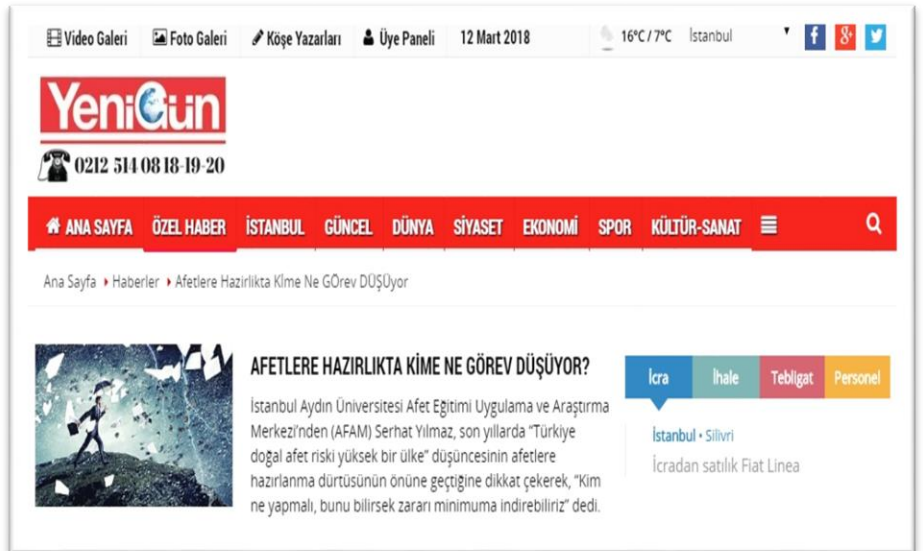 Video Galeri Foto Galeri Köşe Yazarları Üye Paneli 12 Mart 2018 16°C / 7°C İstanbul f 8+
YeniGun
0212 514 08 18-19-20
ANA SAYFA ÖZEL HABER İSTANBUL GÜNCEL DÜNYA SİYASET EKONOMİ SPOR KÜLTÜR-SANAT
Ana Sayfa Haberler Afetlere Hazirlikta Kİme Ne GÖrev DÜŞÜyor
AFETLERE HAZIRLIKTA KİME NE GÖREV DÜŞÜYOR?
İstanbul Aydın Üniversitesi Afet Eğitimi Uygulama ve Araştırma
Merkezi'nden (AFAM) Serhat Yılmaz, son yıllarda "Türkiye
doğal afet riski yüksek bir ülke" düşüncesinin afetlere
hazırlanma dürtüsünün önüne geçtiğine dikkat çekerek, "Kim
ne yapmalı, bunu bilirsek zararı minimuma indirebiliriz" dedi.
İcra İhale Tebligat Personel
İstanbul • Silivri
İcradan satılık Fiat Linea